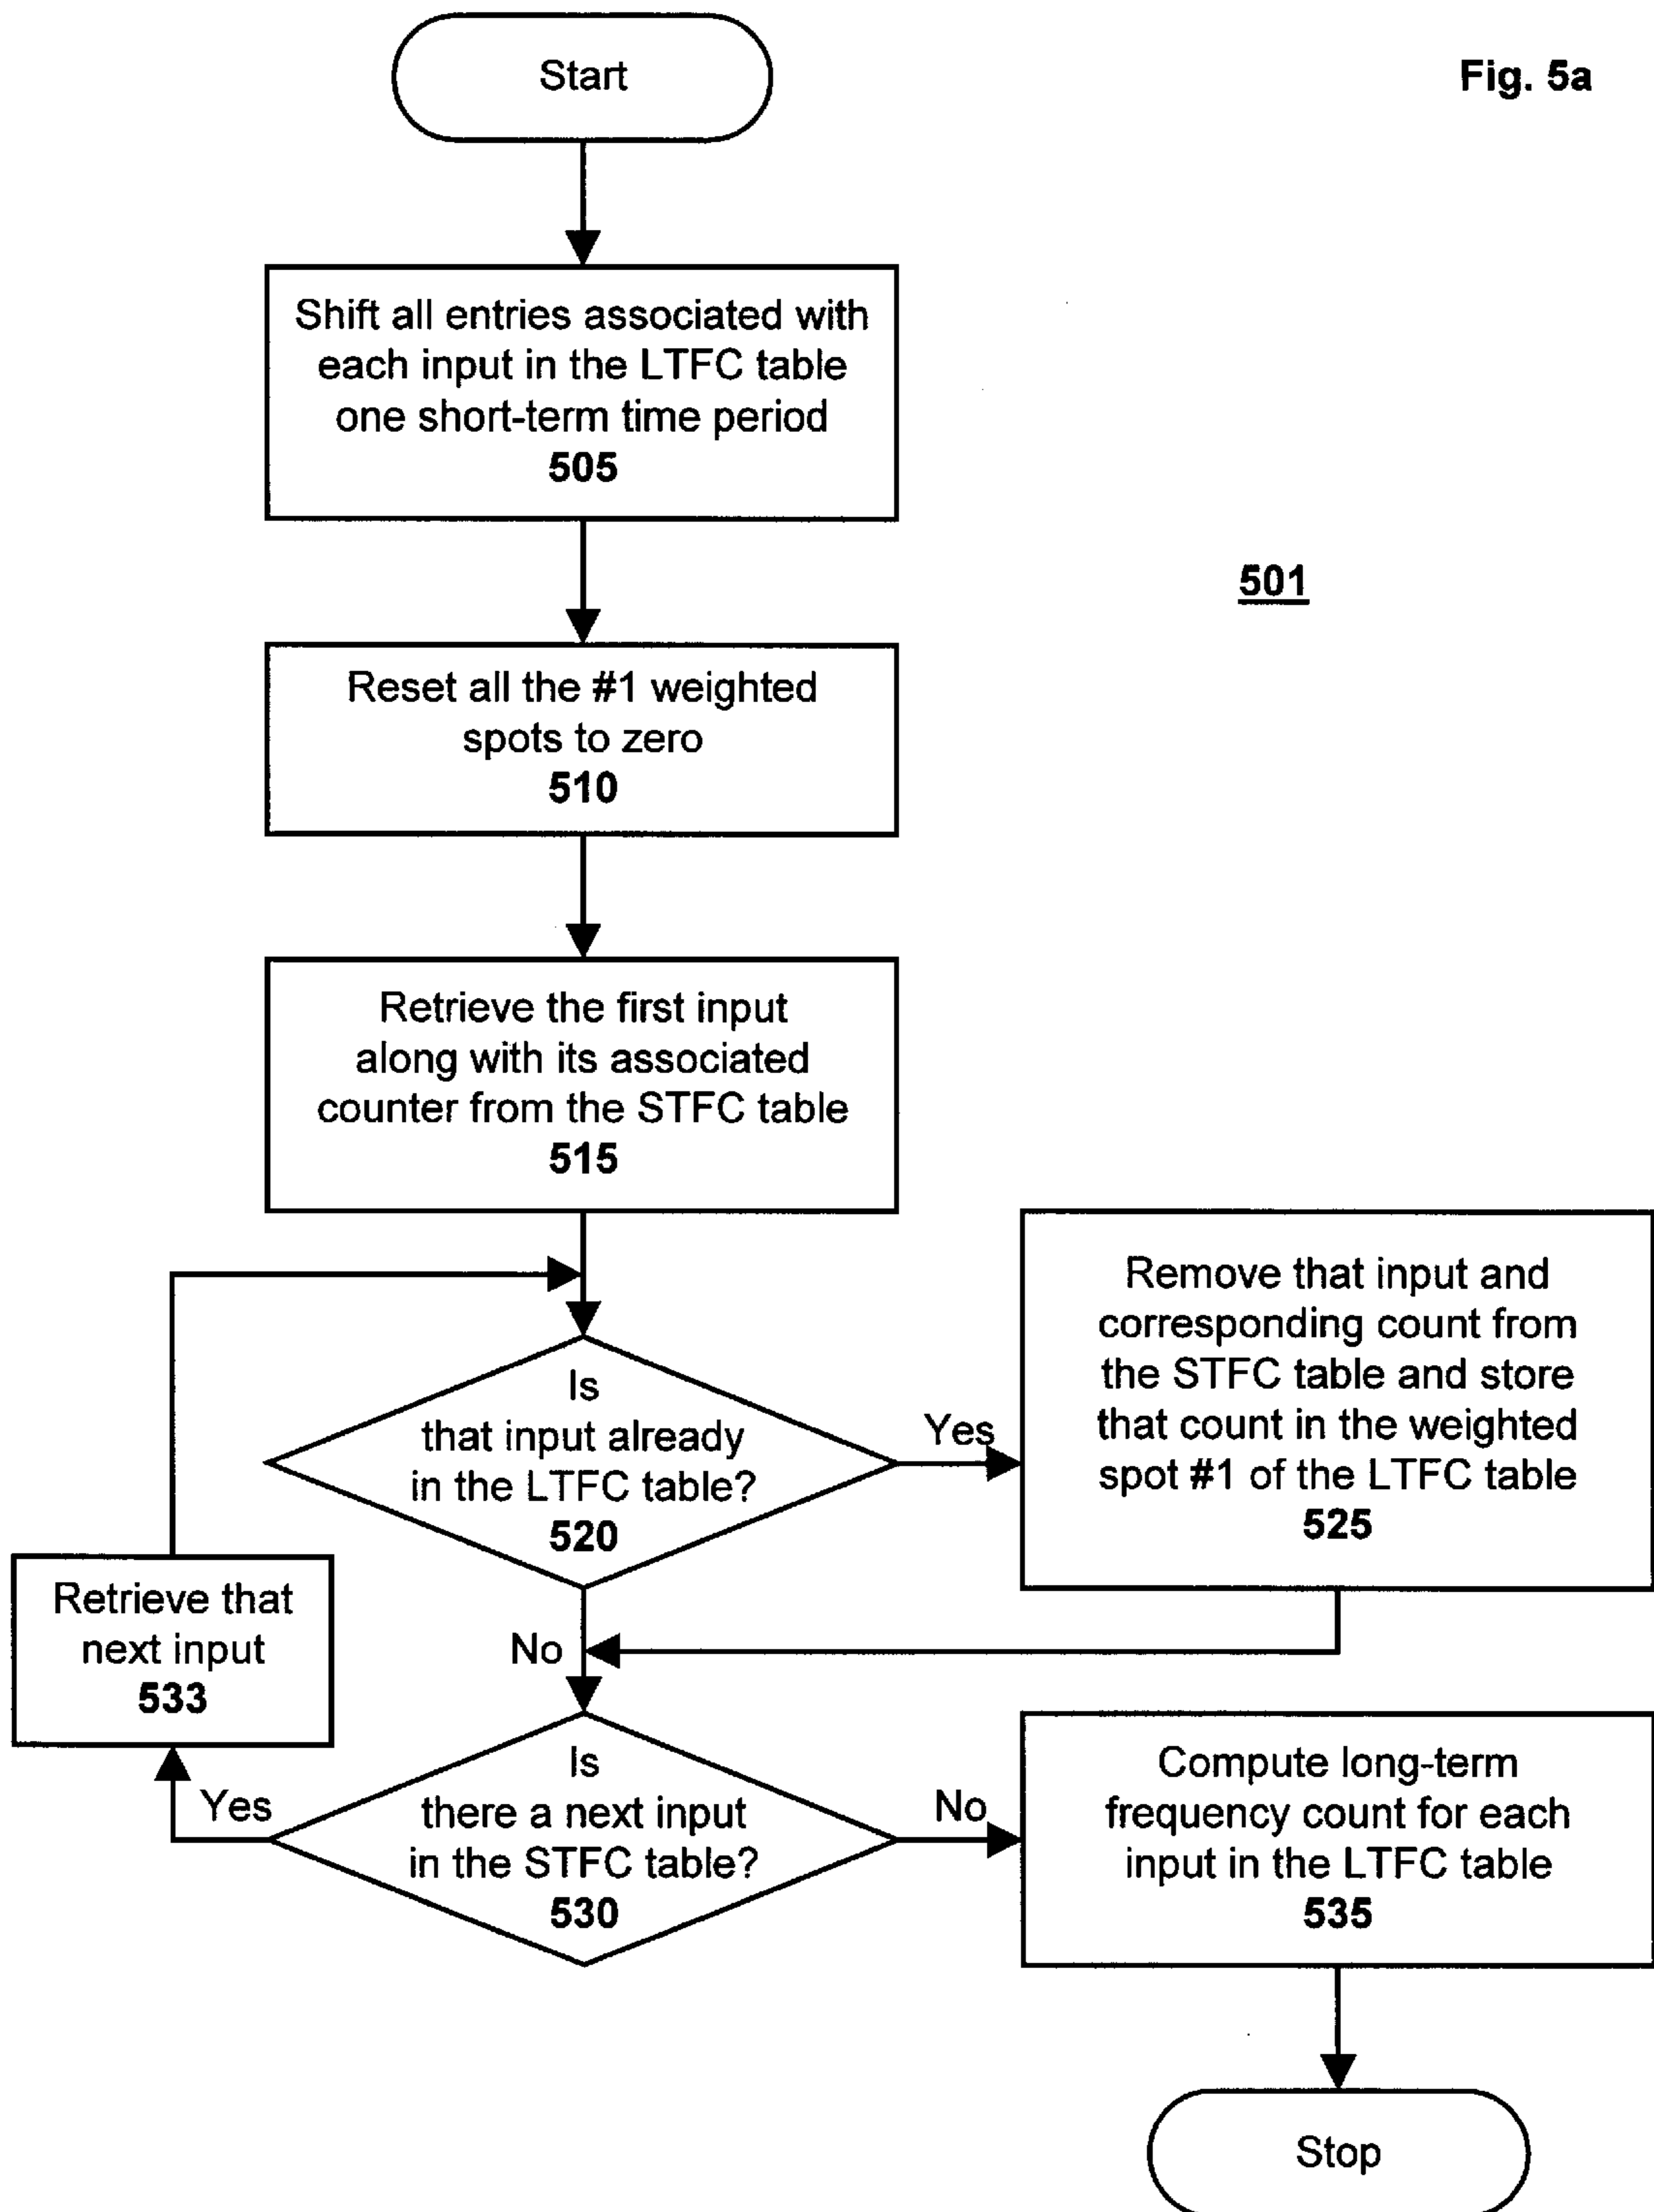 Start
Fig. 5a
Shift all entries associated with
each input in the LTFC table
one short-term time period
505
501
Reset all the #1 weighted
spots to zero
510
Retrieve the first input
along with its associated
counter from the STFC table
515
Is
that input already
in the LTFC table?
520
Yes
Remove that input and
corresponding count from
the STFC table and store
that count in the weighted
spot #1 of the LTFC table
525
No
Retrieve that
next input
533
Is
there a next input
in the STFC table?
530
Yes
No
Compute long-term
frequency count for each
input in the LTFC table
535
Stop